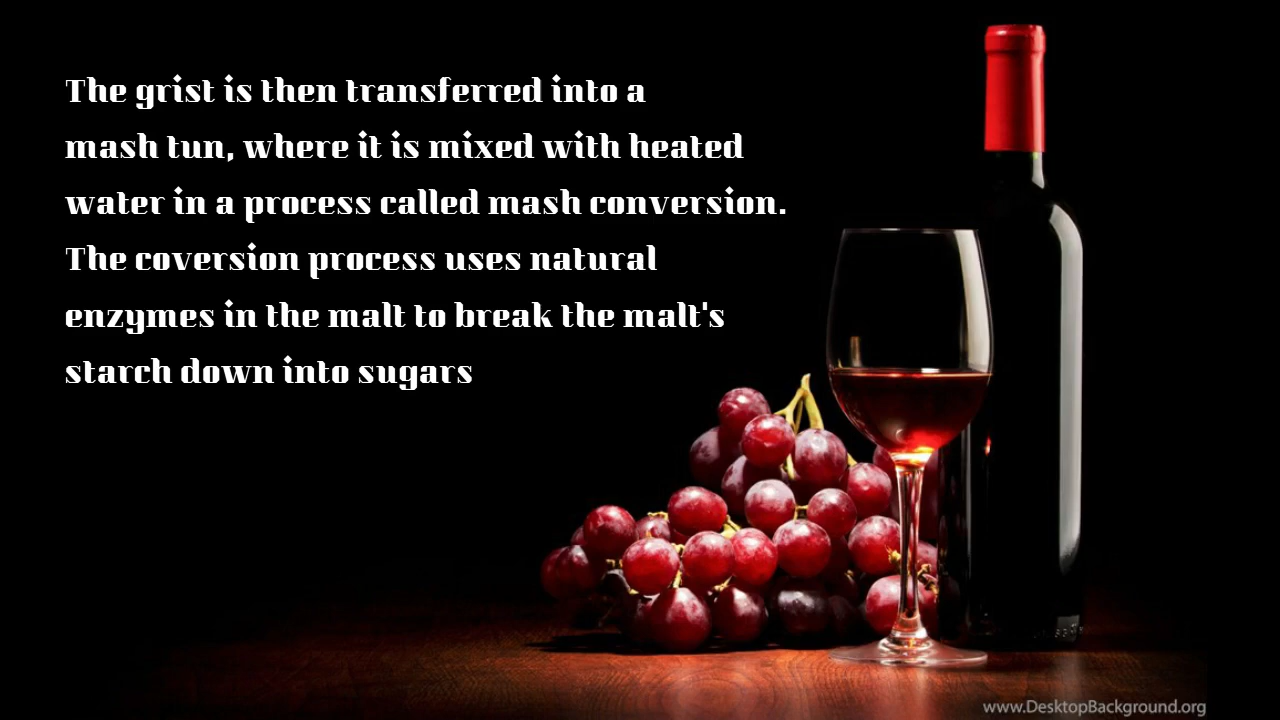 The grist is then transferred into a
mash tun, where it is mixed with heated
water in a process called mash conversion.
The coversion process uses natural
enzymes in the malt to break the malt's
starch down into sugars
www.DesktopBackground.org